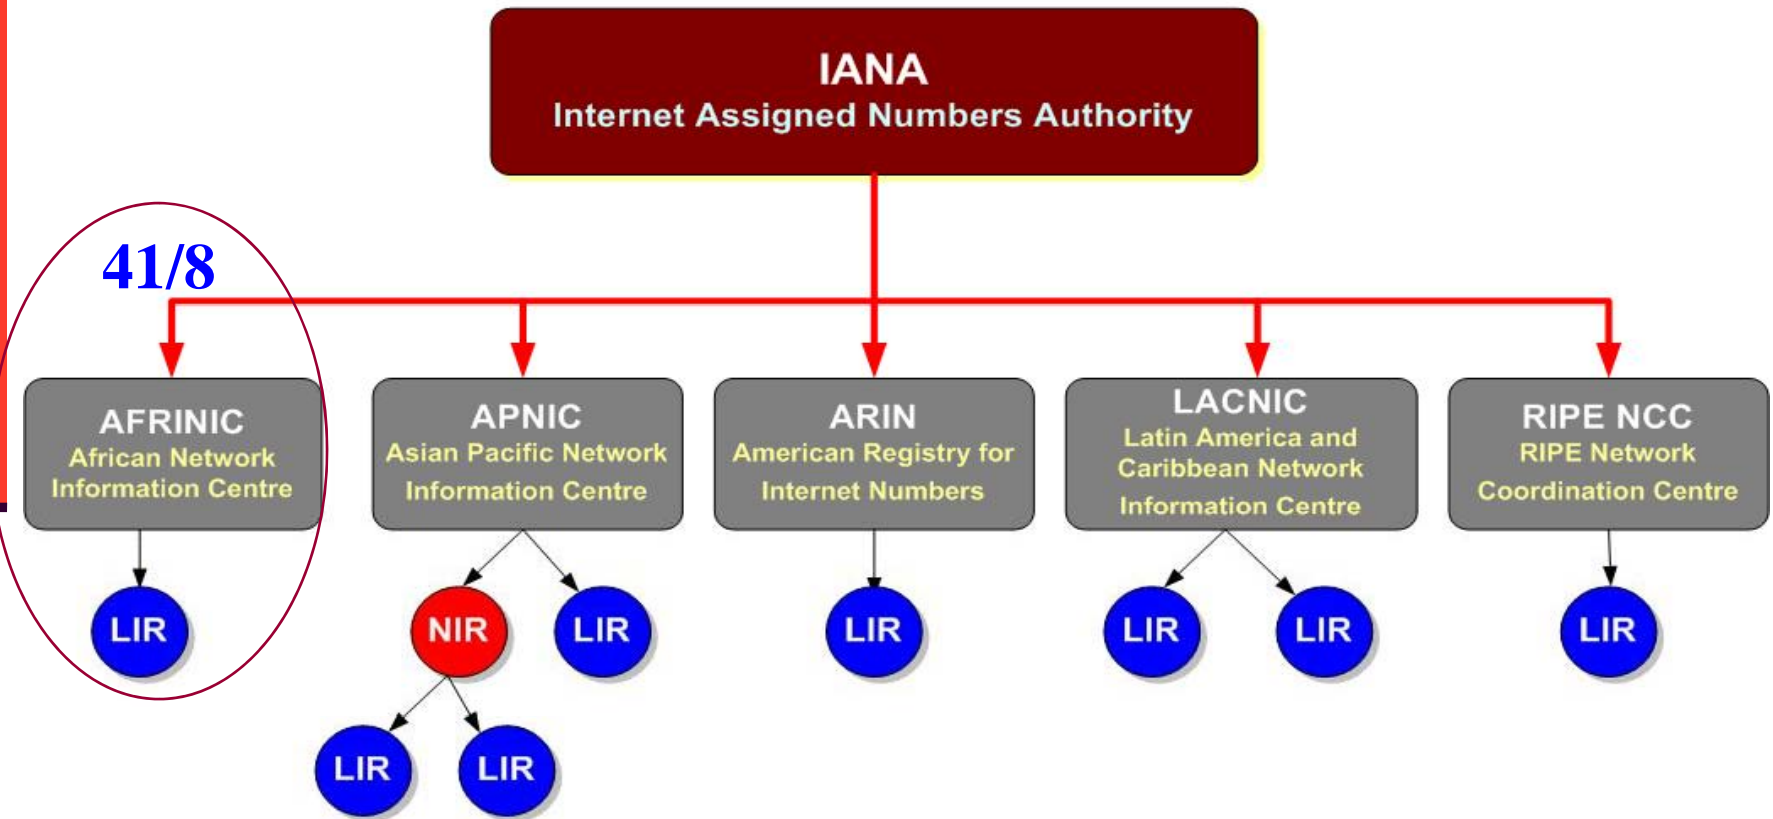 IANA
Internet Assigned Numbers Authority
41/8
AFRINIC
African Network
Information Centre
APNIC
Asian Pacific Network
Information Centre
ARIN
American Registry for
Internet Numbers
LACNIC
Latin America and
Caribbean Network
Information Centre
RIPE NCC
RIPE Network
Coordination Centre
LIR
NIR
LIR
LIR
LIR
LIR
LIR
LIR
LIR